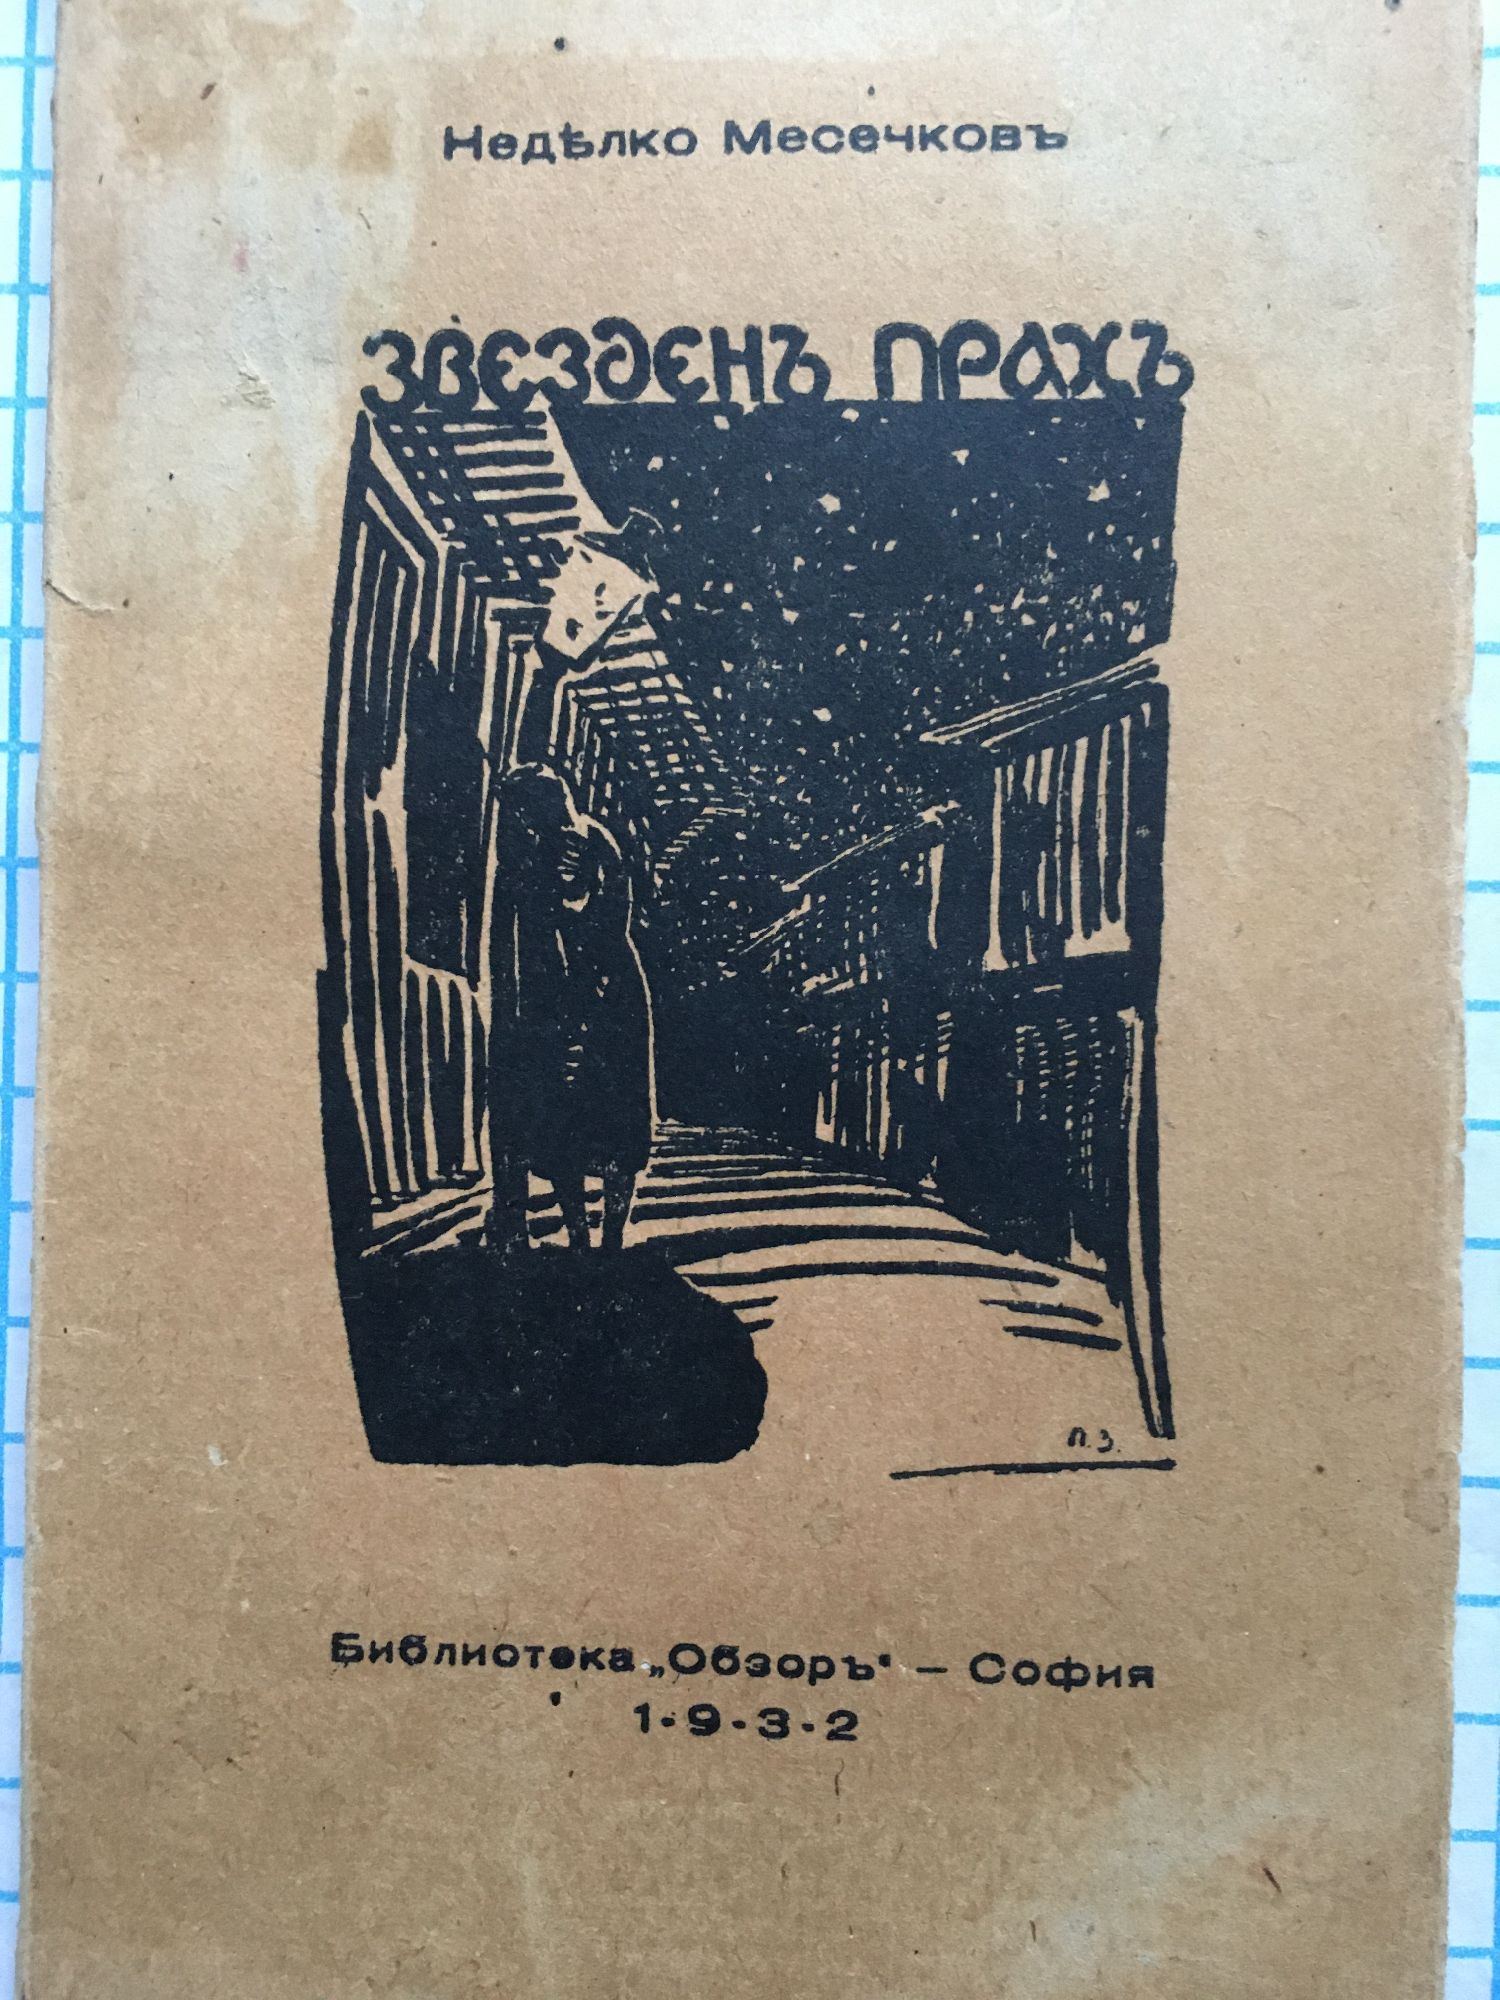 Недѣлко Месечковъ
ЗВЕЗДЕНЪ ПРАХЪ
П.З.
Библиотека „Обзоръ“ – София
1·9·3·2